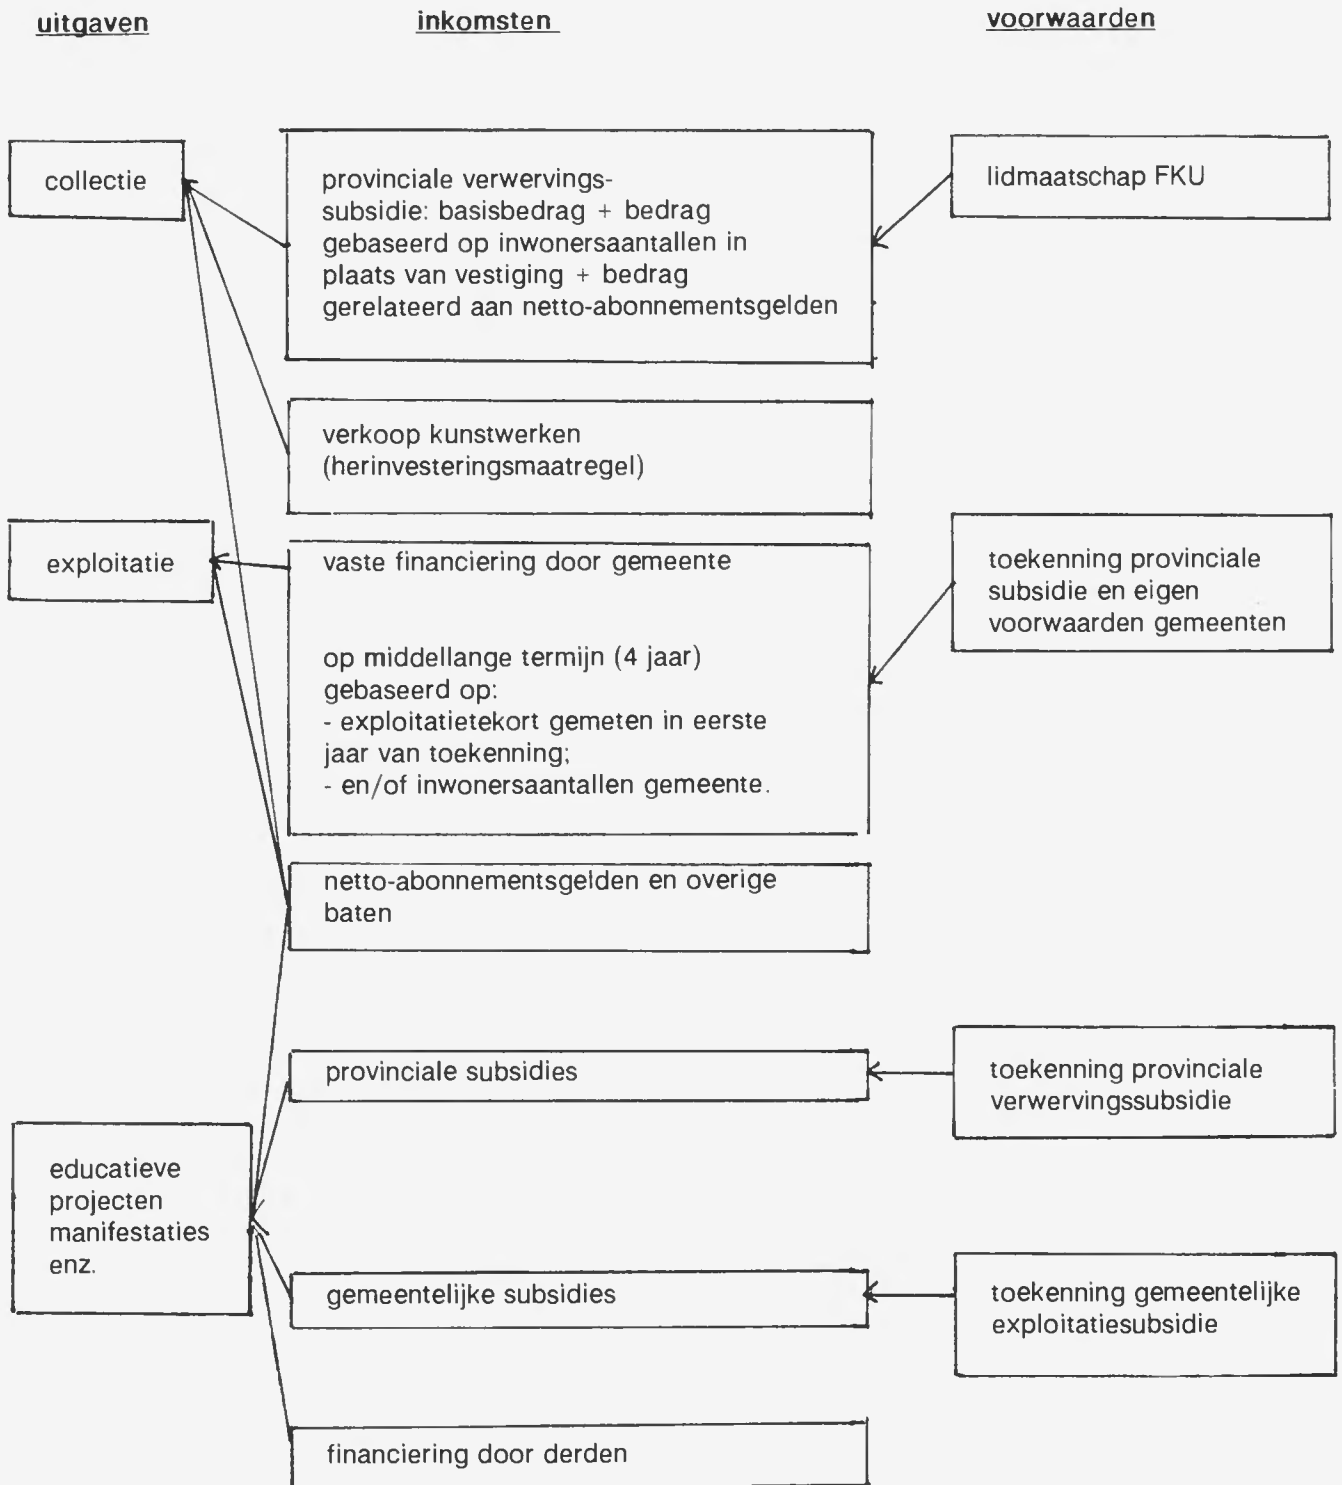 uitgaven
inkomsten
voorwaarden
collectie
provinciale verwervings-
subsidie: basisbedrag + bedrag
gebaseerd op inwonersaantallen in
plaats van vestiging + bedrag
gerelateerd aan netto-abonnementsgelden
lidmaatschap FKU
verkoop kunstwerken
(herinvesteringsmaatregel)
exploitatie
vaste financiering door gemeente
op middellange termijn (4 jaar)
gebaseerd op:
- exploitatietekort gemeten in eerste
jaar van toekenning;
- en/of inwonersaantallen gemeente.
toekenning provinciale
subsidie en eigen
voorwaarden gemeenten
netto-abonnementsgelden en overige
baten
provinciale subsidies
toekenning provinciale
verwervingssubsidie
educatieve
projecten
manifestaties
enz.
gemeentelijke subsidies
toekenning gemeentelijke
exploitatiesubsidie
financiering door derden